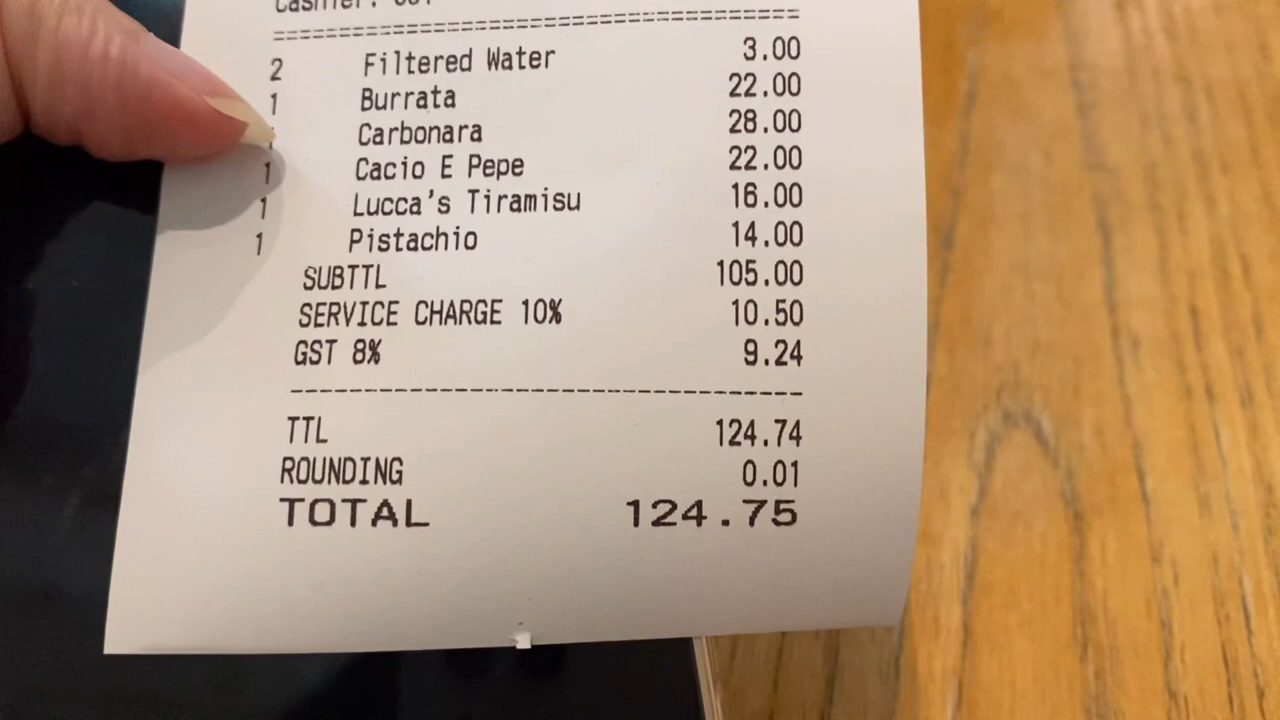 2 Filtered Water 3.00
1 Burrata 22.00
Carbonara 28.00
1 Cacio E Pepe 22.00
1 Lucca's Tiramisu 16.00
1 Pistachio 14.00
SUBTTL 105.00
SERVICE CHARGE 10% 10.50
GST 8% 9.24
TTL 124.74
ROUNDING 0.01
TOTAL 124.75